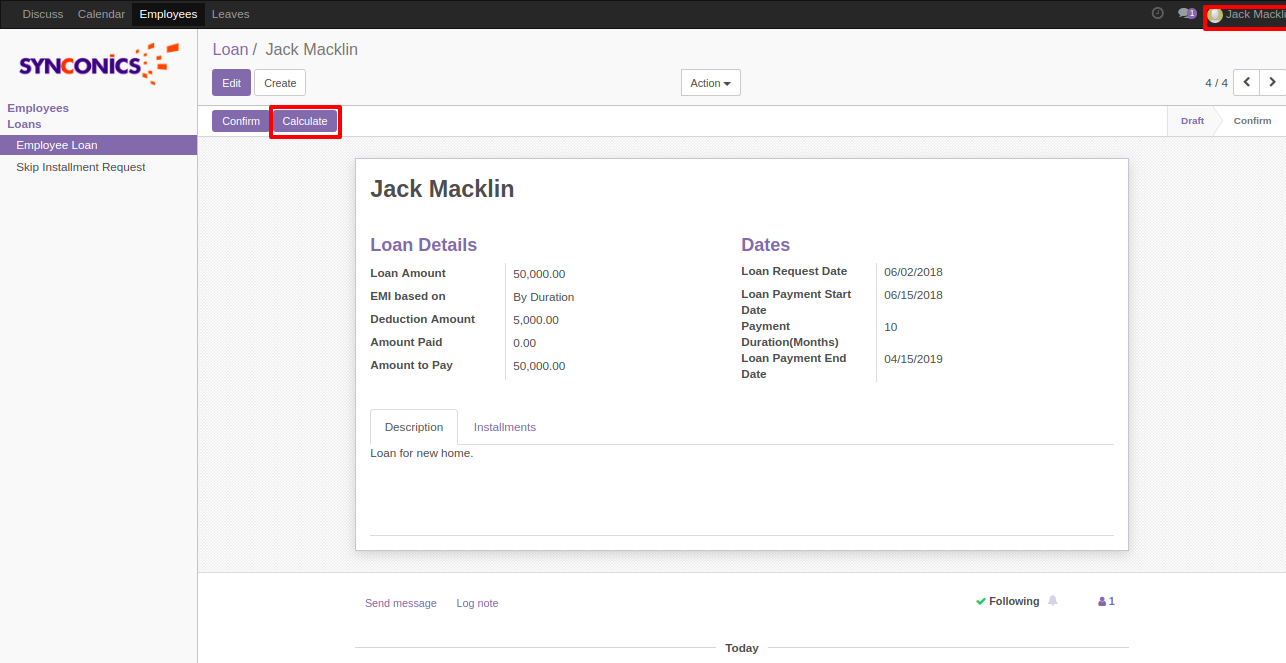 Discuss Calendar Employees Leaves 1 Jack Mackli
SYNCONICS
Loan / Jack Macklin
Edit Create Action 4 / 4
Employees
Loans
Employee Loan
Skip Installment Request
Confirm Calculate Draft Confirm
Jack Macklin
Loan Details
Loan Amount 50,000.00
EMI based on By Duration
Deduction Amount 5,000.00
Amount Paid 0.00
Amount to Pay 50,000.00
Dates
Loan Request Date 06/02/2018
Loan Payment Start 06/15/2018
Date
Payment 10
Duration(Months)
Loan Payment End 04/15/2019
Date
Description Installments
Loan for new home.
Send message Log note Following 1
Today